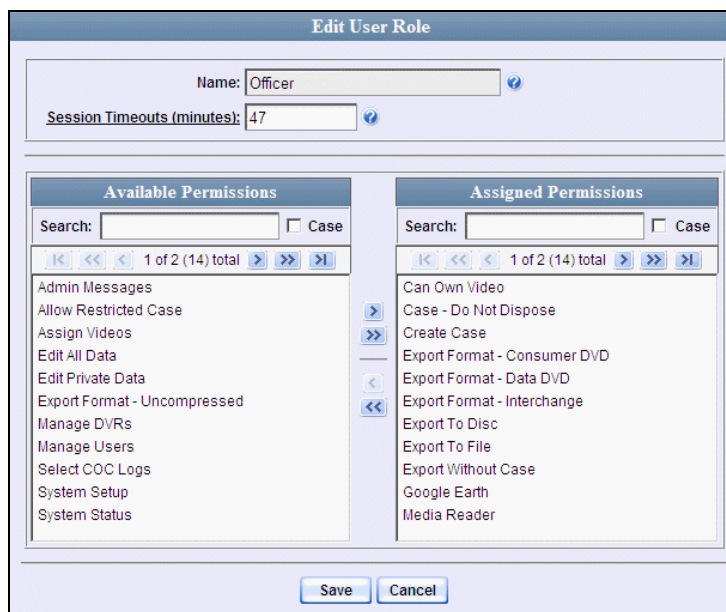 Edit User Role
Name: Officer
Session Timeouts (minutes): 47
Available Permissions
Search: Case
1 of 2 (14) total
Admin Messages
Allow Restricted Case
Assign Videos
Edit All Data
Edit Private Data
Export Format - Uncompressed
Manage DVRs
Manage Users
Select COC Logs
System Setup
System Status
Assigned Permissions
Search: Case
1 of 2 (14) total
Can Own Video
Case - Do Not Dispose
Create Case
Export Format - Consumer DVD
Export Format - Data DVD
Export Format - Interchange
Export To Disc
Export To File
Export Without Case
Google Earth
Media Reader
Save Cancel